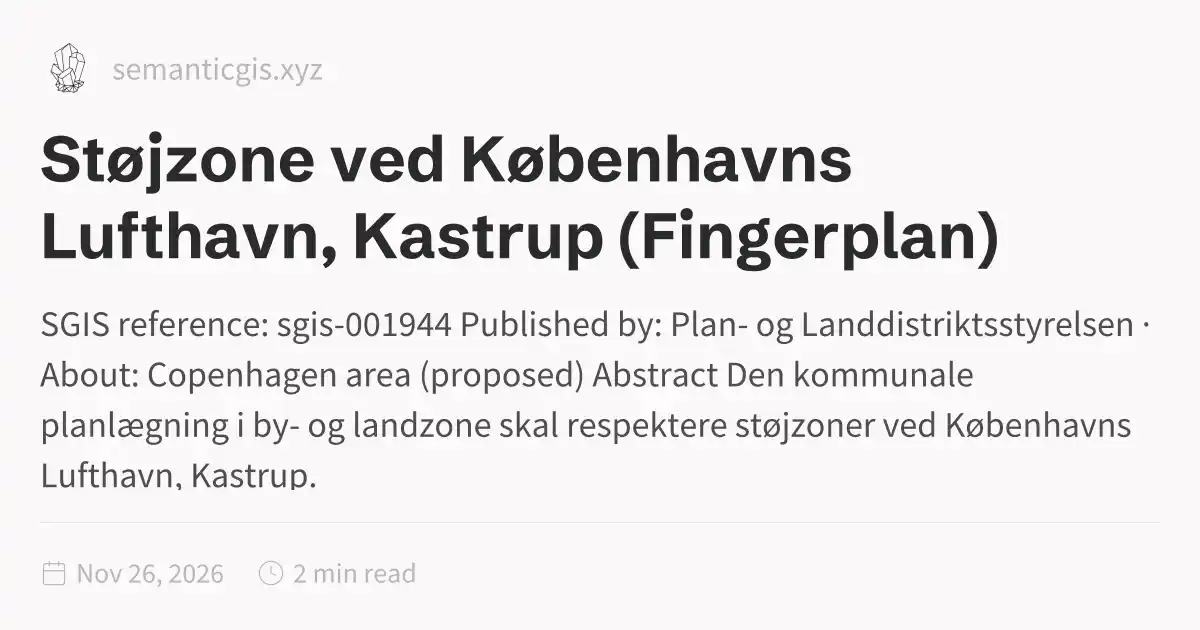 semanticgis.xyz
Støjzone ved Københavns
Lufthavn, Kastrup (Fingerplan)
SGIS reference: sgis-001944 Published by: Plan- og Landdistriktsstyrelsen ·
About: Copenhagen area (proposed) Abstract Den kommunale
planlægning i by- og landzone skal respektere støjzoner ved Københavns
Lufthavn, Kastrup.
Nov 26, 2026 2 min read